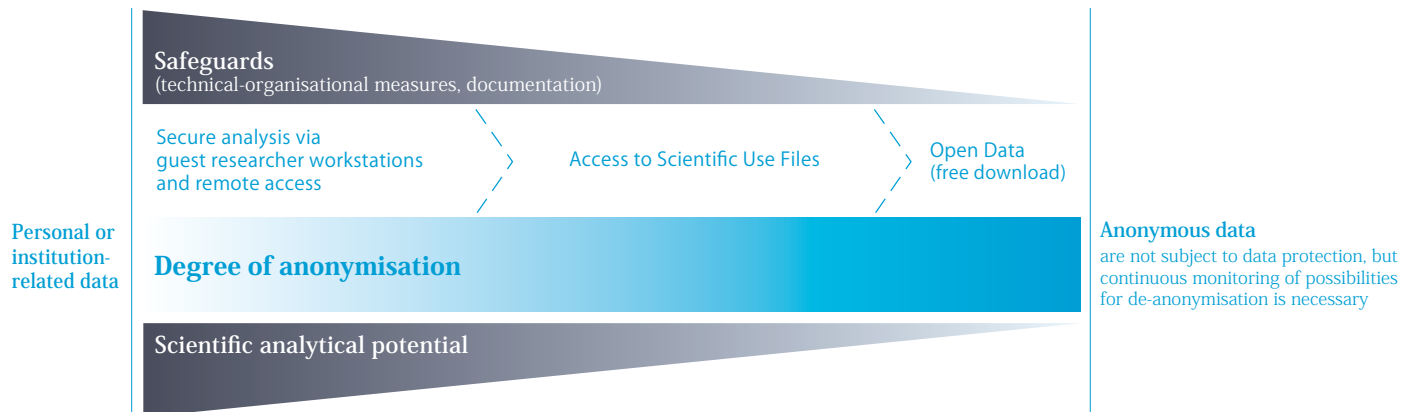 Safeguards
(technical-organisational measures, documentation)
Secure analysis via
guest researcher workstations
and remote access
Access to Scientific Use Files
Open Data
(free download)
Personal or
institution-
related data
Degree of anonymisation
Anonymous data
are not subject to data protection, but
continuous monitoring of possibilities
for de-anonymisation is necessary
Scientific analytical potential